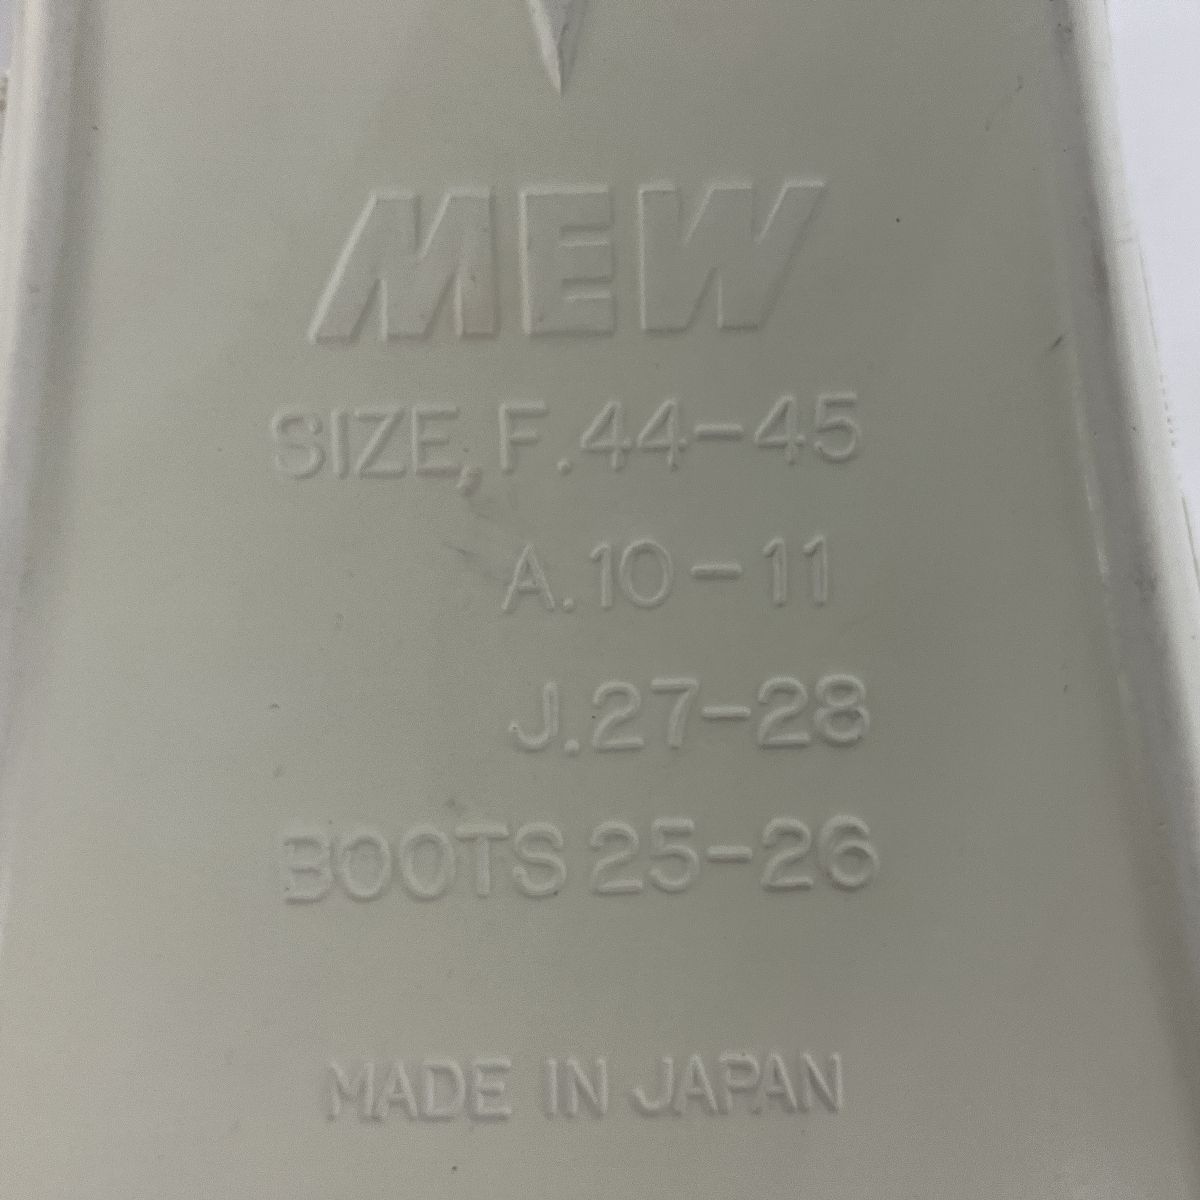 MEW
SIZE, F.44-45
A.10-11
J.27-28
BOOTS 25-26
MADE IN JAPAN